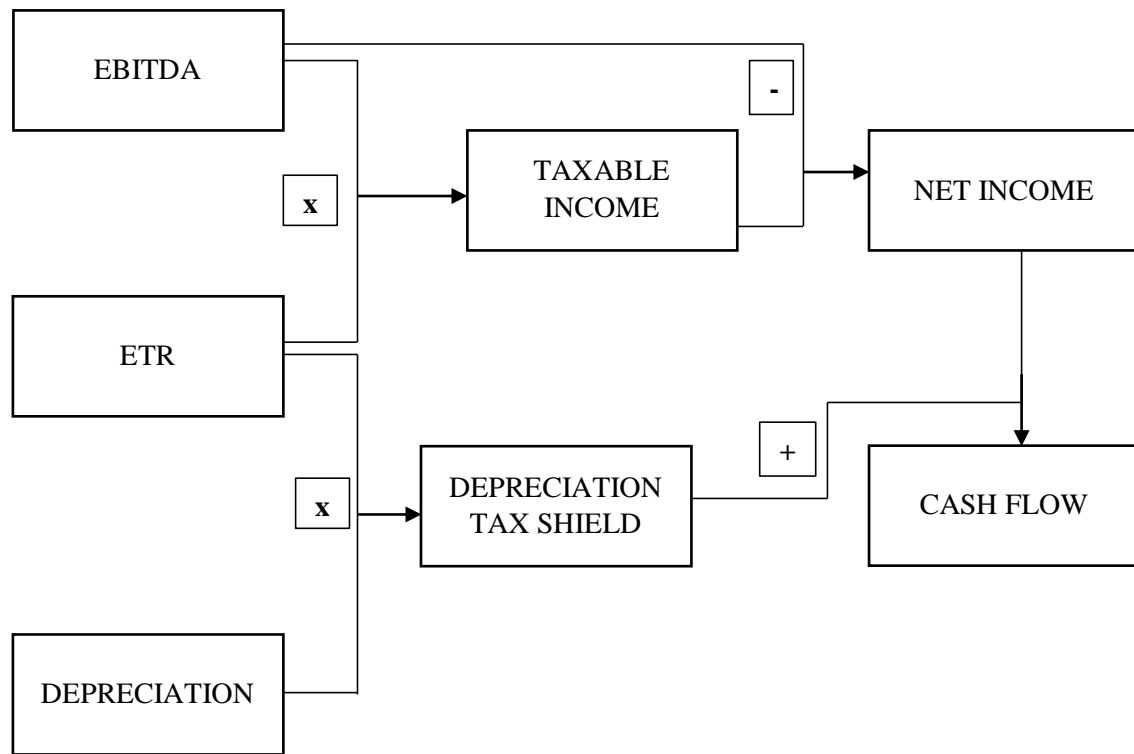 EBITDA
-
TAXABLE
INCOME
NET INCOME
x
ETR
+
DEPRECIATION
TAX SHIELD
x
CASH FLOW
DEPRECIATION